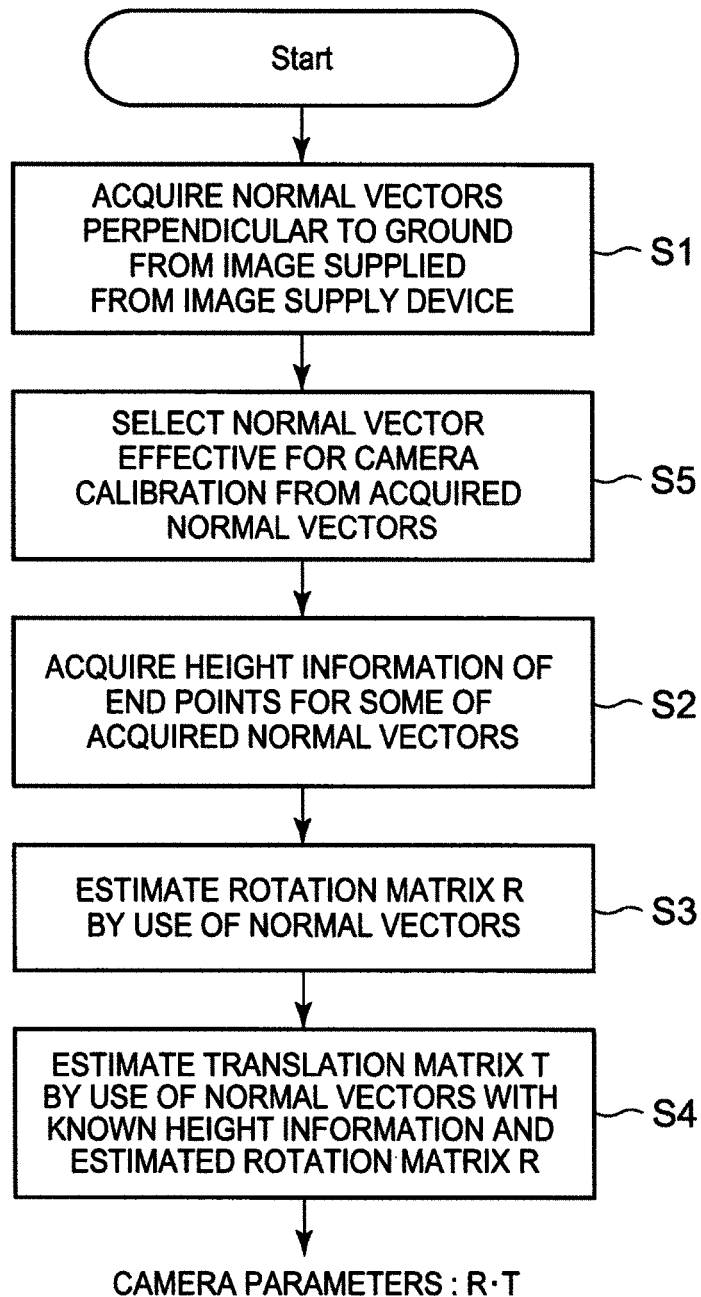 Start
ACQUIRE NORMAL VECTORS
PERPENDICULAR TO GROUND
FROM IMAGE SUPPLIED
FROM IMAGE SUPPLY DEVICE
S1
SELECT NORMAL VECTOR
EFFECTIVE FOR CAMERA
CALIBRATION FROM ACQUIRED
NORMAL VECTORS
S5
ACQUIRE HEIGHT INFORMATION OF
END POINTS FOR SOME OF
ACQUIRED NORMAL VECTORS
S2
ESTIMATE ROTATION MATRIX R
BY USE OF NORMAL VECTORS
S3
ESTIMATE TRANSLATION MATRIX T
BY USE OF NORMAL VECTORS WITH
KNOWN HEIGHT INFORMATION AND
ESTIMATED ROTATION MATRIX R
S4
CAMERA PARAMETERS : R·T